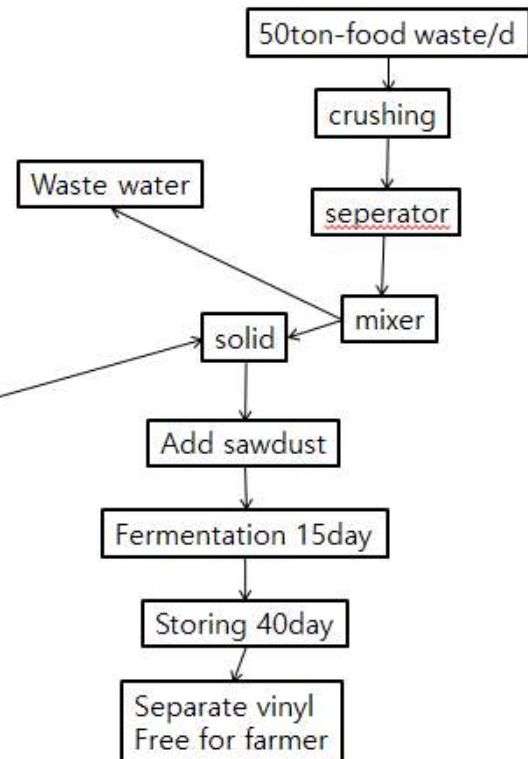 50ton-food waste/d
crushing
Waste water
seperator
mixer
solid
Add sawdust
Fermentation 15day
Storing 40day
Separate vinyl
Free for farmer